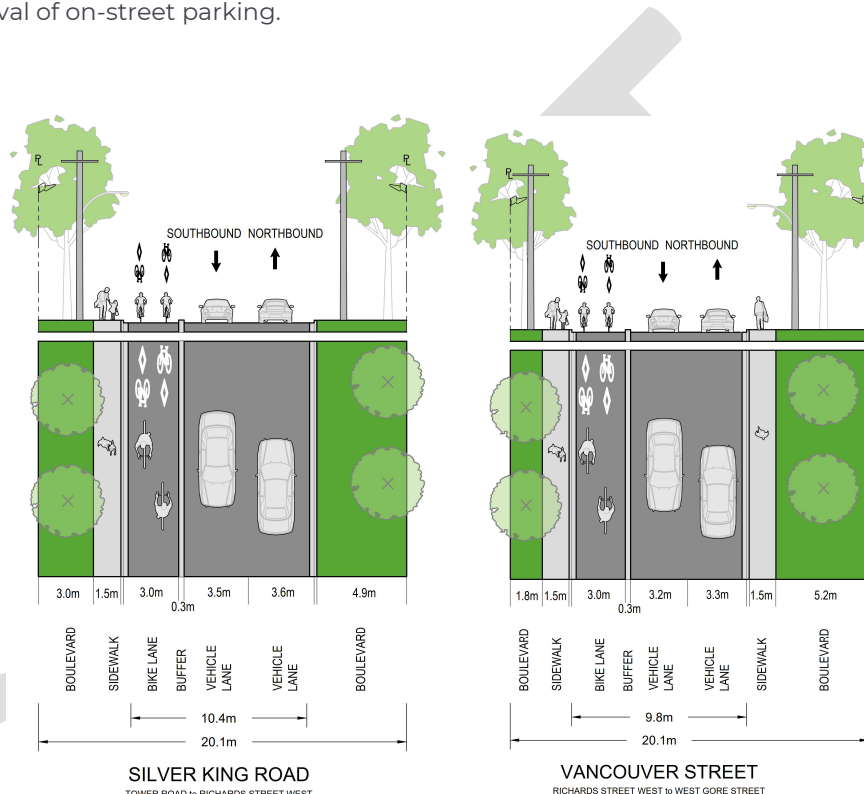 val of on-street parking.
PL
PL
SOUTHBOUND NORTHBOUND
3.0m 1.5m 3.0m 0.3m 3.5m 3.6m 4.9m
BOULEVARD
SIDEWALK
BIKE LANE
BUFFER
VEHICLE
LANE
VEHICLE
LANE
BOULEVARD
10.4m
20.1m
SILVER KING ROAD
TOWER ROAD to RICHARDS STREET WEST
PL
SOUTHBOUND NORTHBOUND
1.8m 1.5m 3.0m 0.3m 3.2m 3.3m 1.5m 5.2m
BOULEVARD
SIDEWALK
BIKE LANE
BUFFER
VEHICLE
LANE
VEHICLE
LANE
SIDEWALK
BOULEVARD
9.8m
20.1m
VANCOUVER STREET
RICHARDS STREET WEST to WEST GORE STREET